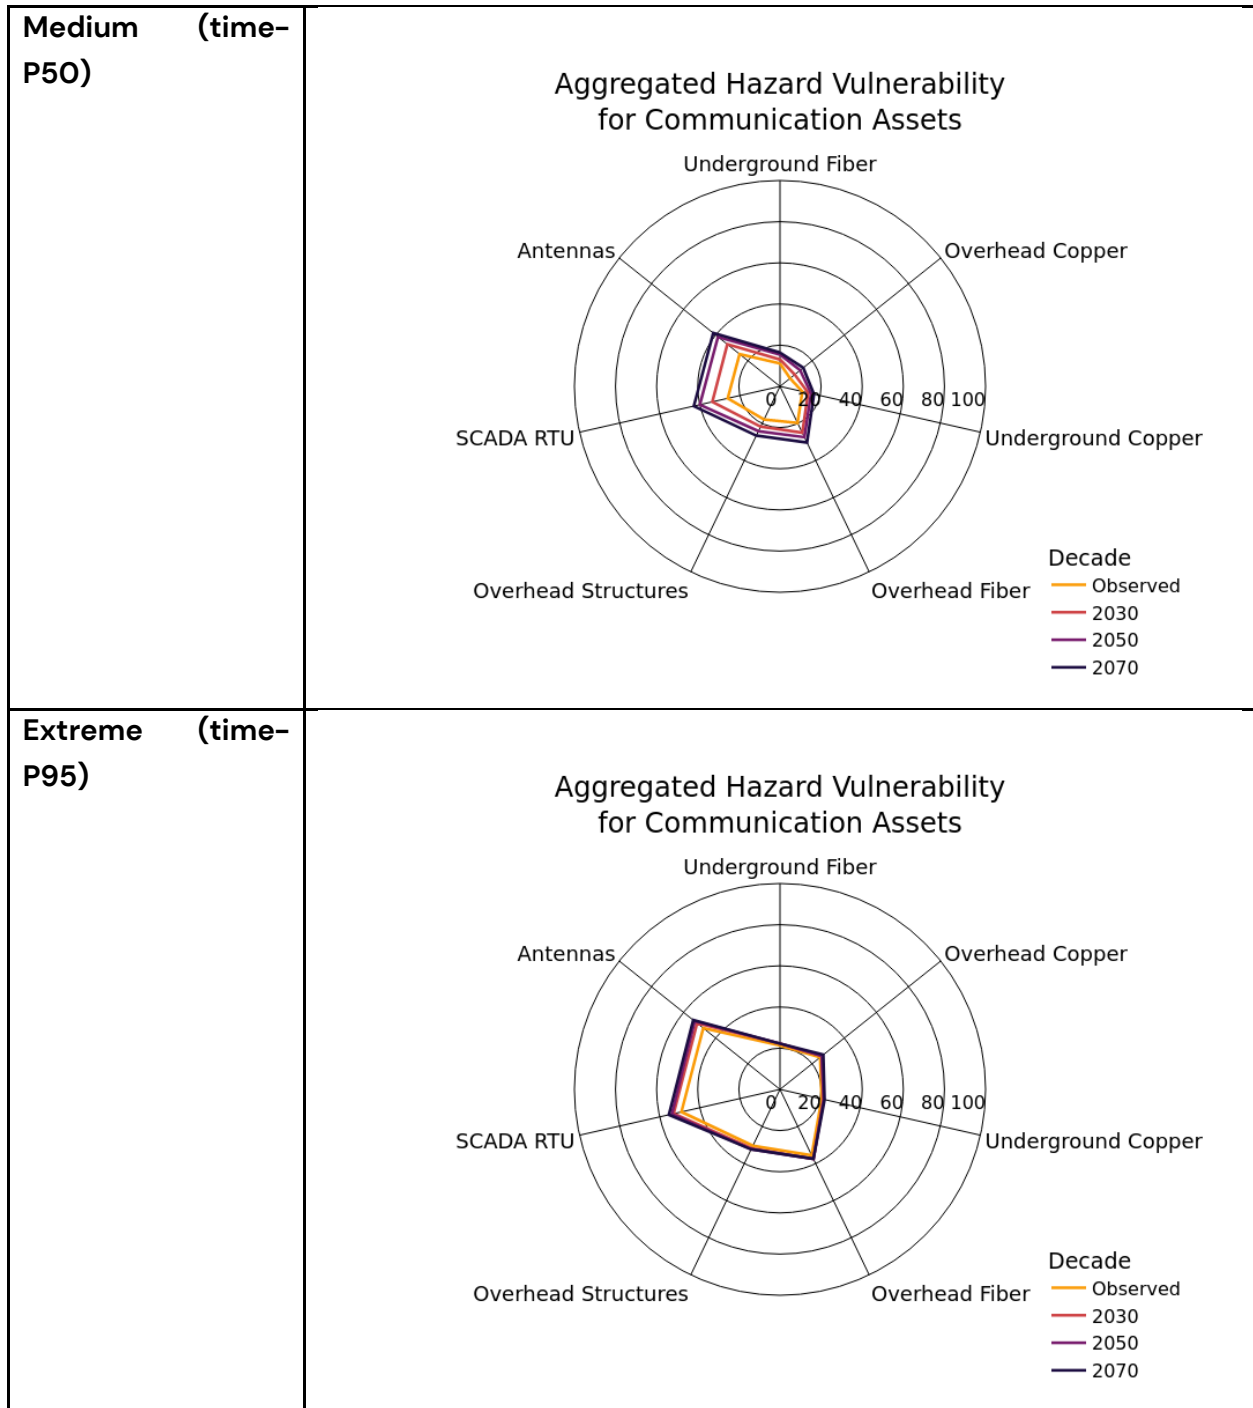 Medium (time-
P50)
Aggregated Hazard Vulnerability
for Communication Assets
Underground Fiber
Antennas
Overhead Copper
0 20 40 60 80 100
SCADA RTU
Underground Copper
Overhead Structures
Overhead Fiber
Decade
Observed
2030
2050
2070
Extreme (time-
P95)
Aggregated Hazard Vulnerability
for Communication Assets
Underground Fiber
Antennas
Overhead Copper
0 20 40 60 80 100
SCADA RTU
Underground Copper
Overhead Structures
Overhead Fiber
Decade
Observed
2030
2050
2070